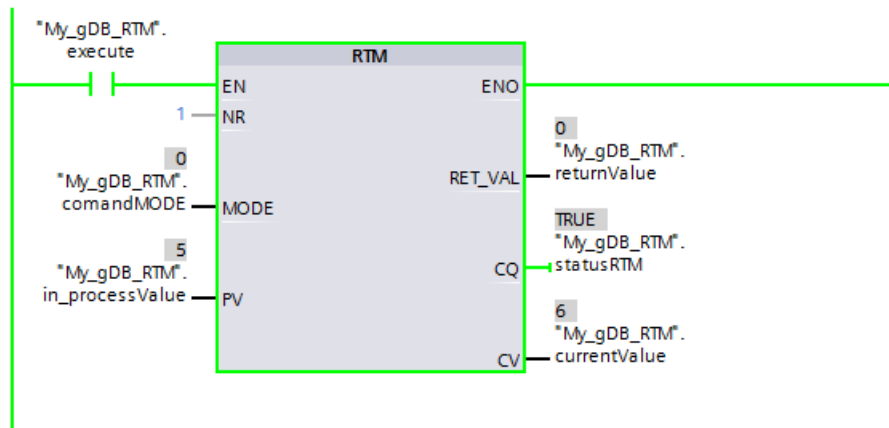 "My_gDB_RTM".
execute
RTM
EN
ENO
1
NR
0
"My_gDB_RTM".
comandMODE
MODE
0
"My_gDB_RTM".
returnValue
RET_VAL
5
"My_gDB_RTM".
in_processValue
PV
TRUE
"My_gDB_RTM".
statusRTM
CQ
6
"My_gDB_RTM".
currentValue
CV